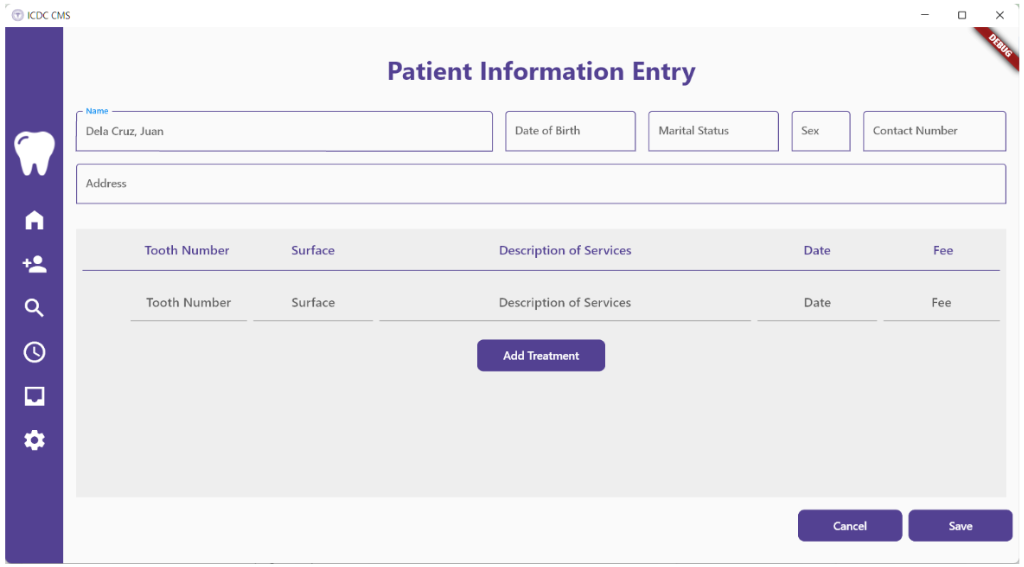 ICDC CMS
DEBUG
Patient Information Entry
Name
Dela Cruz, Juan
Date of Birth
Marital Status
Sex
Contact Number
Address
Tooth Number Surface Description of Services Date Fee
Tooth Number Surface Description of Services Date Fee
Add Treatment
Cancel Save